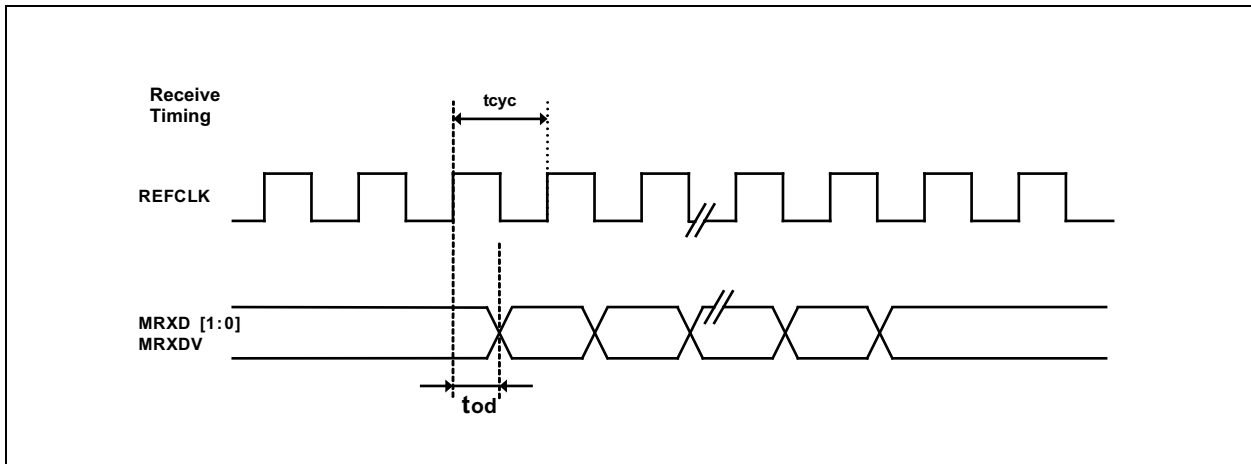 Receive
Timing
tcyc
REFCLK
MRXD [1:0]
MRXDV
tod